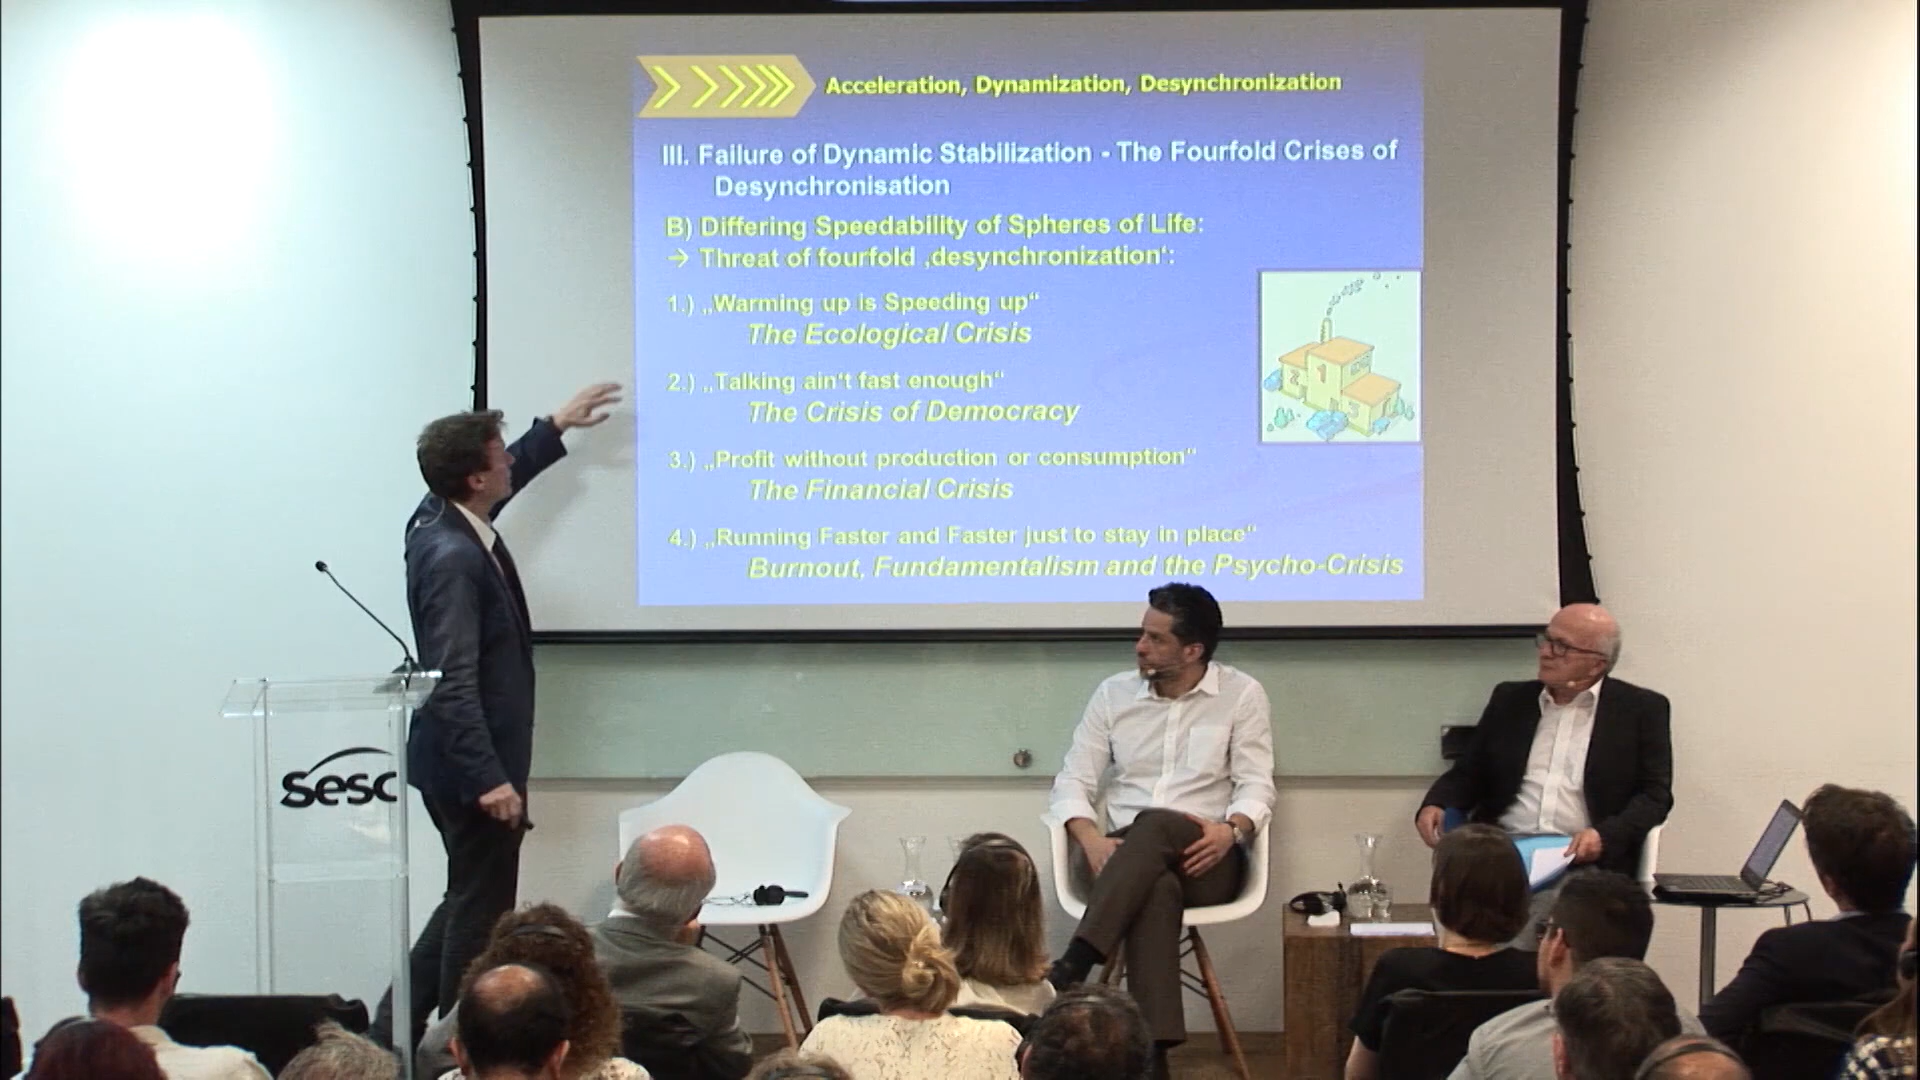 Acceleration, Dynamization, Desynchronization
III. Failure of Dynamic Stabilization - The Fourfold Crises of
Desynchronisation
B) Differing Speedability of Spheres of Life:
→ Threat of fourfold ‚desynchronization‘:
1.) „Warming up is Speeding up“
The Ecological Crisis
2.) „Talking ain't fast enough“
The Crisis of Democracy
3.) „Profit without production or consumption“
The Financial Crisis
4.) „Running Faster and Faster just to stay in place“
Burnout, Fundamentalism and the Psycho-Crisis
2 1 3
sesc